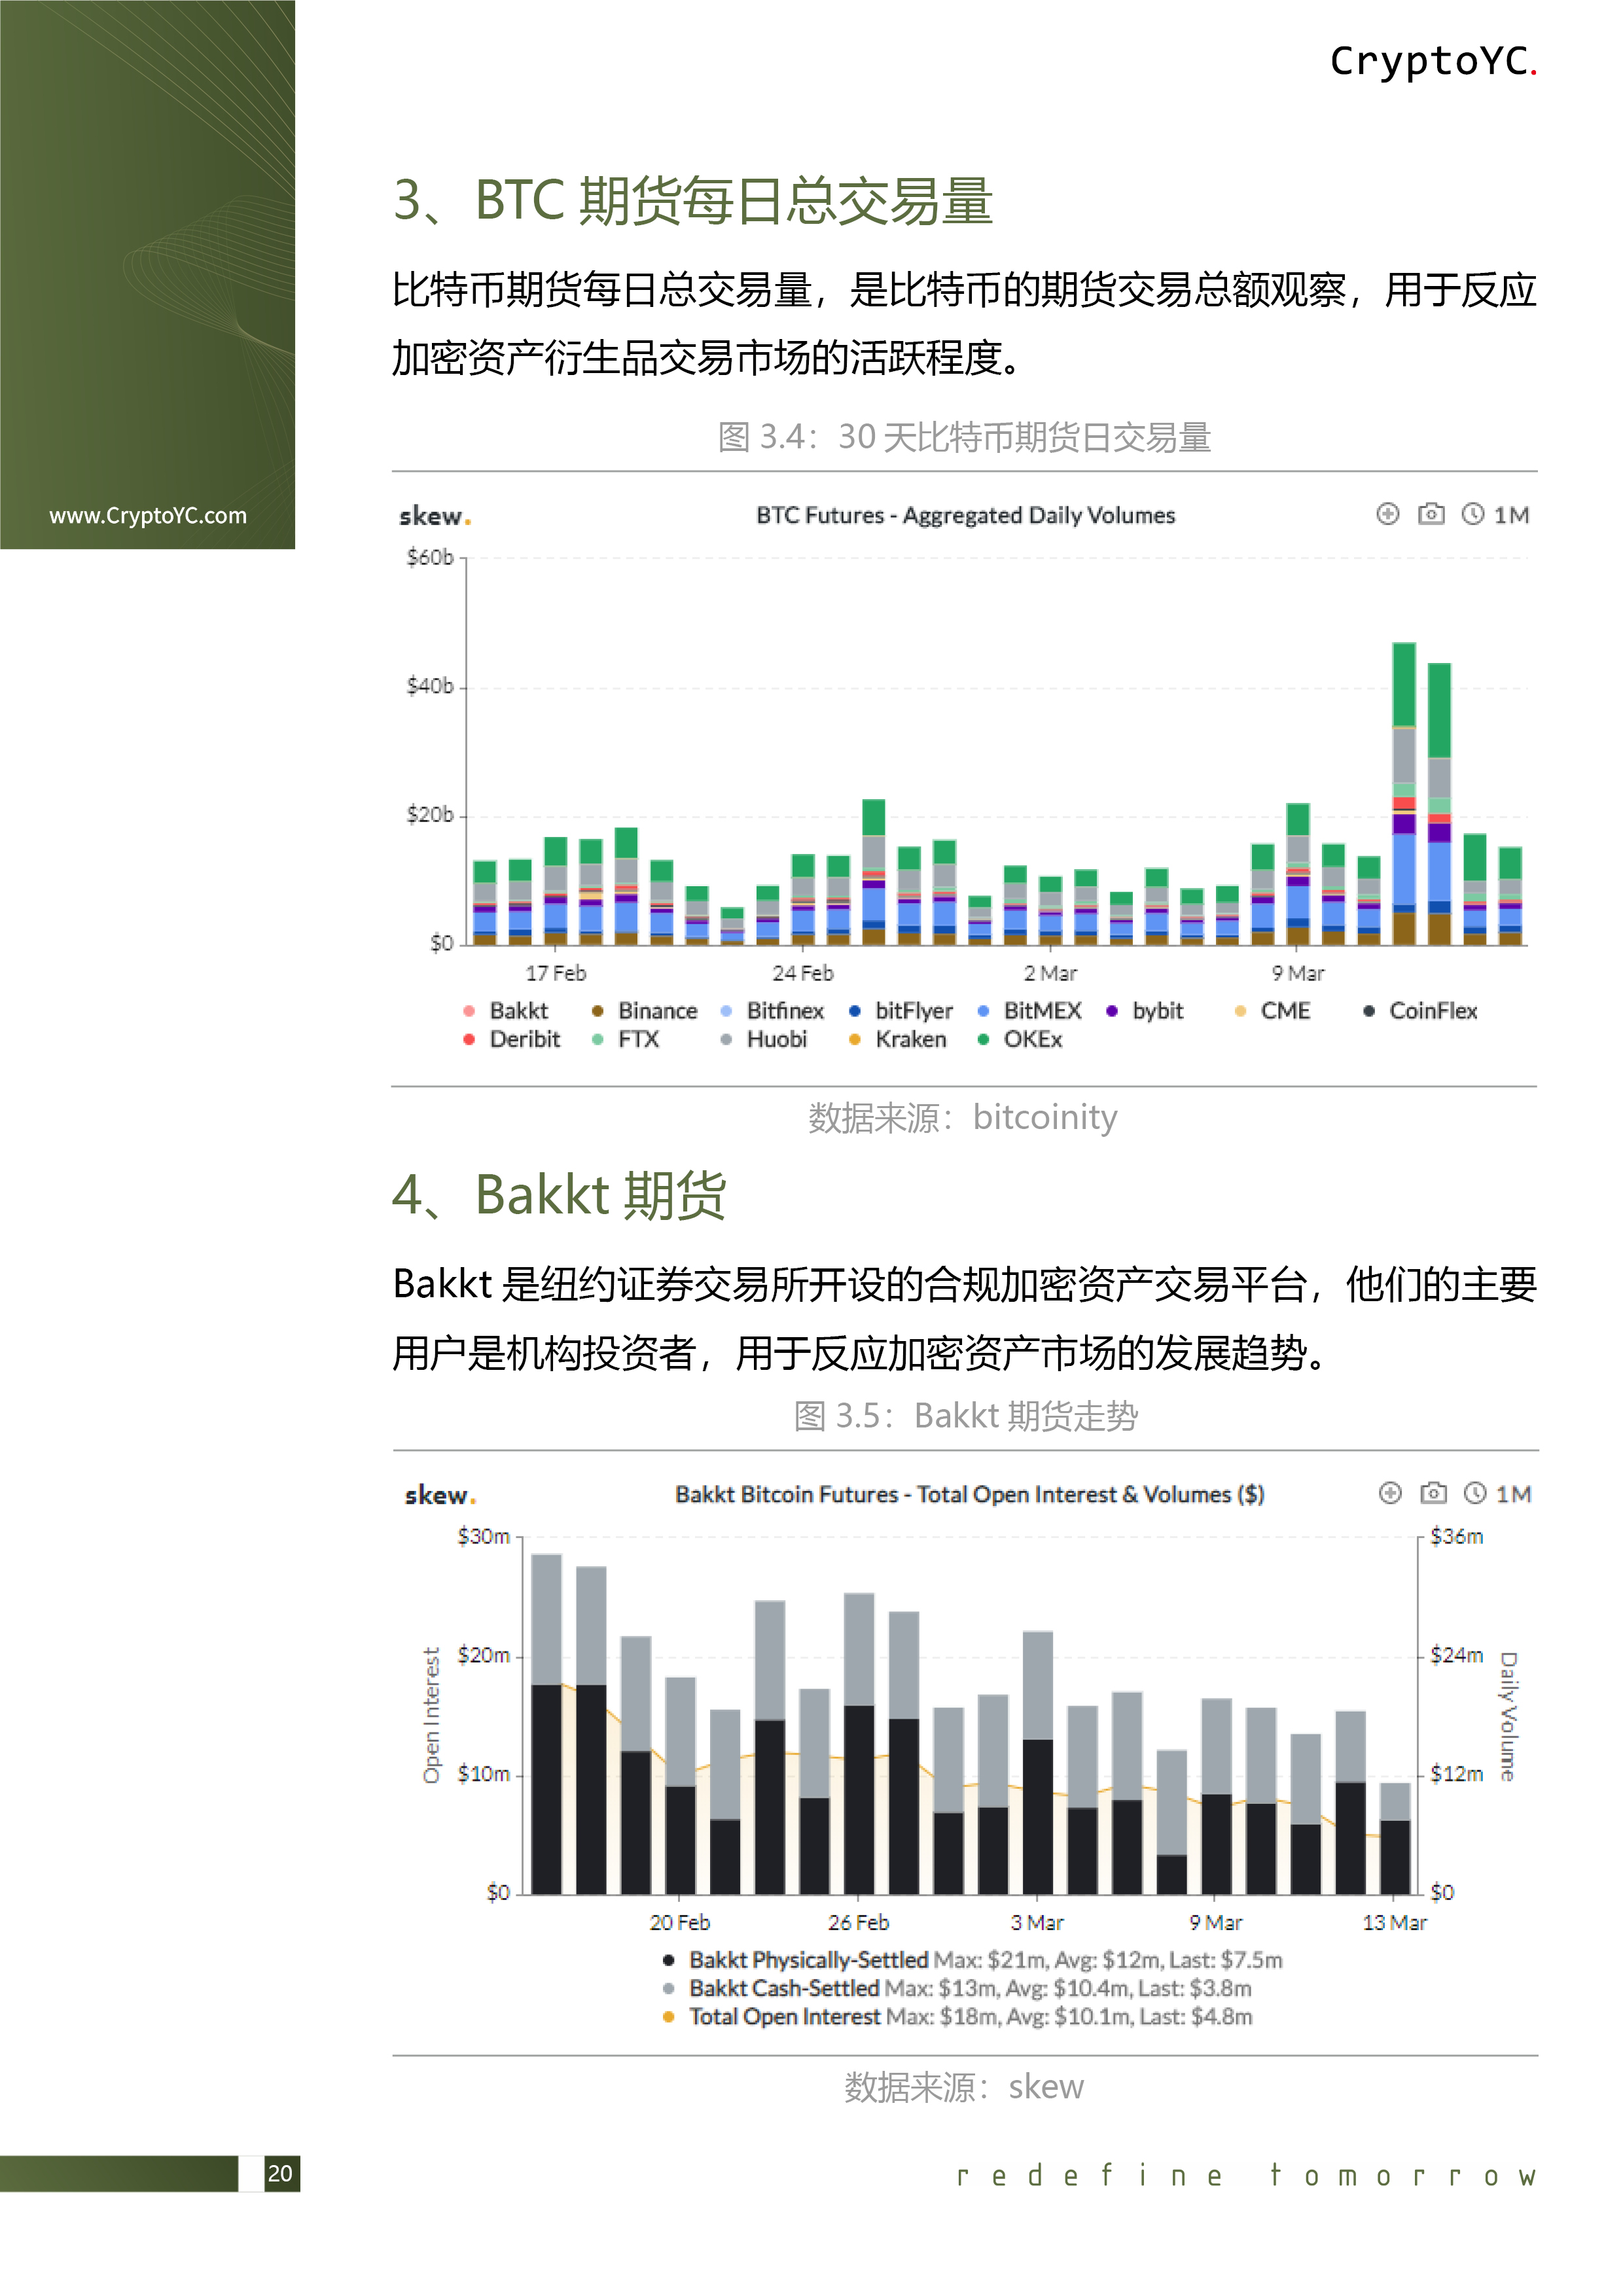 CryptoYC.
www.CryptoYC.com
3、BTC 期货每日总交易量
比特币期货每日总交易量，是比特币的期货交易总额观察，用于反应
加密资产衍生品交易市场的活跃程度。
图 3.4：30 天比特币期货日交易量
skew.
BTC Futures - Aggregated Daily Volumes
1M
$60b
$40b
$20b
$0
17 Feb 24 Feb 2 Mar 9 Mar
Bakkt Binance Bitfinex bitFlyer BitMEX bybit CME CoinFlex
Deribit FTX Huobi Kraken OKEx
数据来源：bitcoinity
4、Bakkt 期货
Bakkt 是纽约证券交易所开设的合规加密资产交易平台，他们的主要
用户是机构投资者，用于反应加密资产市场的发展趋势。
图 3.5：Bakkt 期货走势
skew.
Bakkt Bitcoin Futures - Total Open Interest & Volumes ($)
1M
$30m $36m
$20m $24m
$10m $12m
$0 $0
Open Interest
Daily Volume
20 Feb 26 Feb 3 Mar 9 Mar 13 Mar
Bakkt Physically-Settled Max: $21m, Avg: $12m, Last: $7.5m
Bakkt Cash-Settled Max: $13m, Avg: $10.4m, Last: $3.8m
Total Open Interest Max: $18m, Avg: $10.1m, Last: $4.8m
数据来源：skew
20
redefine tomorrow